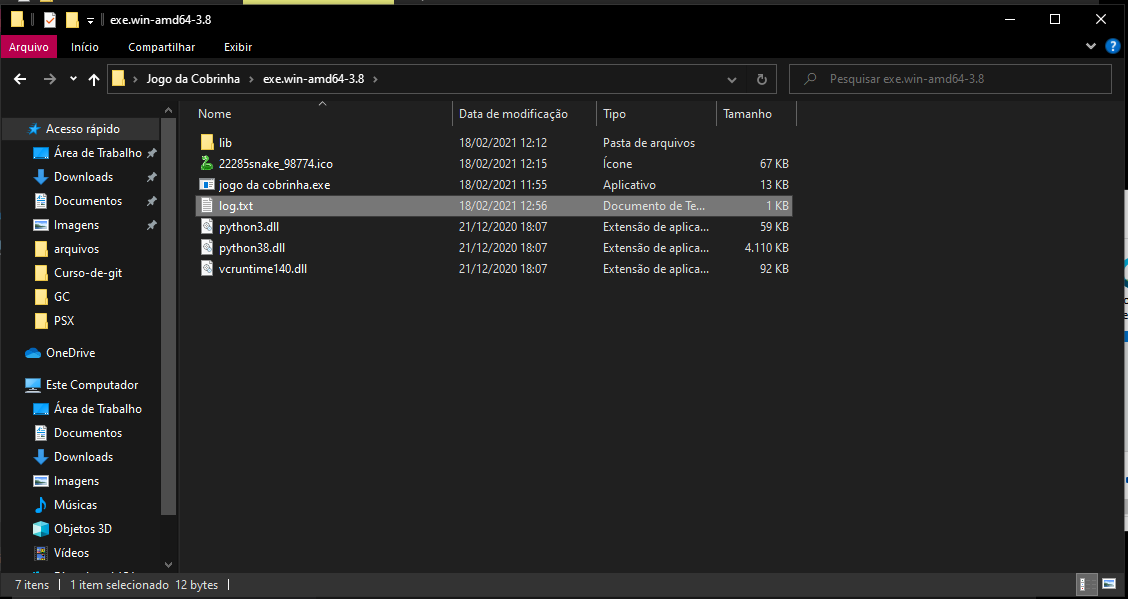 exe.win-amd64-3.8
Arquivo Início Compartilhar Exibir
Jogo da Cobrinha exe.win-amd64-3.8 Pesquisar exe.win-amd64-3.8
Nome Data de modificação Tipo Tamanho
lib 18/02/2021 12:12 Pasta de arquivos
22285snake_98774.ico 18/02/2021 12:15 Ícone 67 KB
jogo da cobrinha.exe 18/02/2021 11:55 Aplicativo 13 KB
log.txt 18/02/2021 12:56 Documento de Te... 1 KB
python3.dll 21/12/2020 18:07 Extensão de aplica... 59 KB
python38.dll 21/12/2020 18:07 Extensão de aplica... 4.110 KB
vcruntime140.dll 21/12/2020 18:07 Extensão de aplica... 92 KB
Acesso rápido
Área de Trabalho
Downloads
Documentos
Imagens
arquivos
Curso-de-git
GC
PSX
OneDrive
Este Computador
Área de Trabalho
Documentos
Downloads
Imagens
Músicas
Objetos 3D
Vídeos
7 itens 1 item selecionado 12 bytes